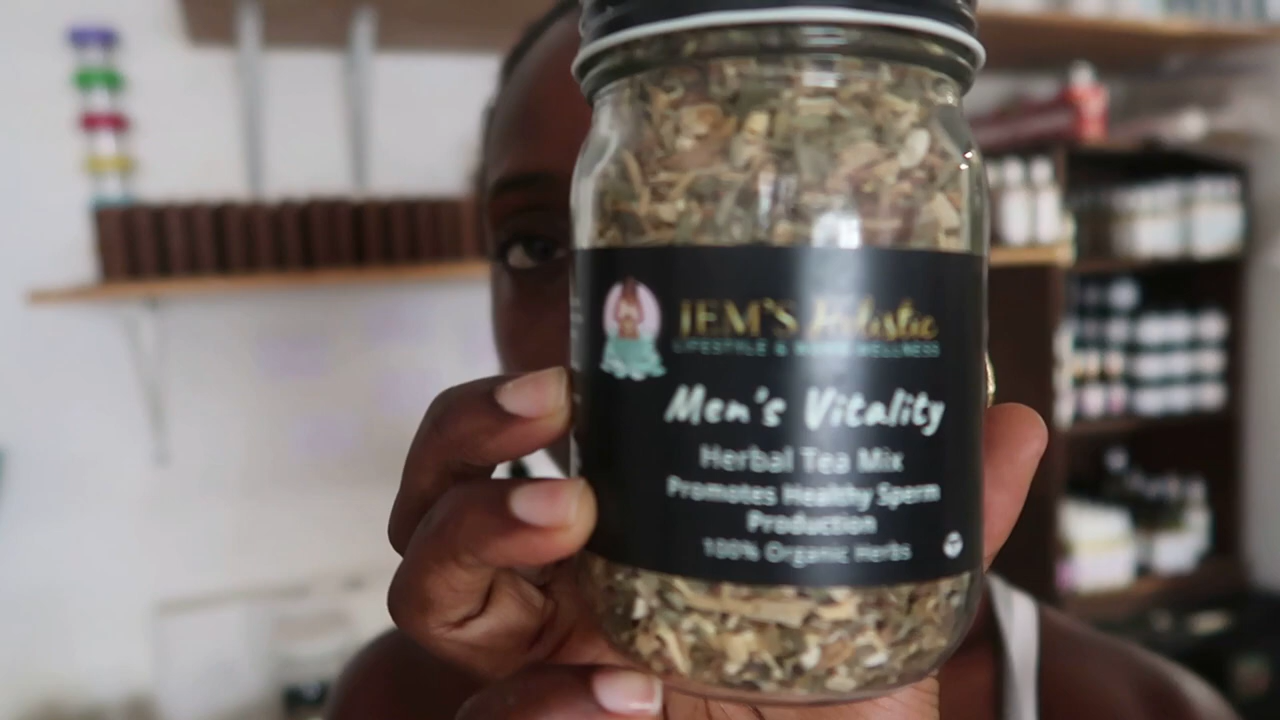 JEM'S Holistic
LIFESTYLE & WOMB WELLNESS
Men's Vitality
Herbal Tea Mix
Promotes Healthy Sperm
Production
100% Organic Herbs